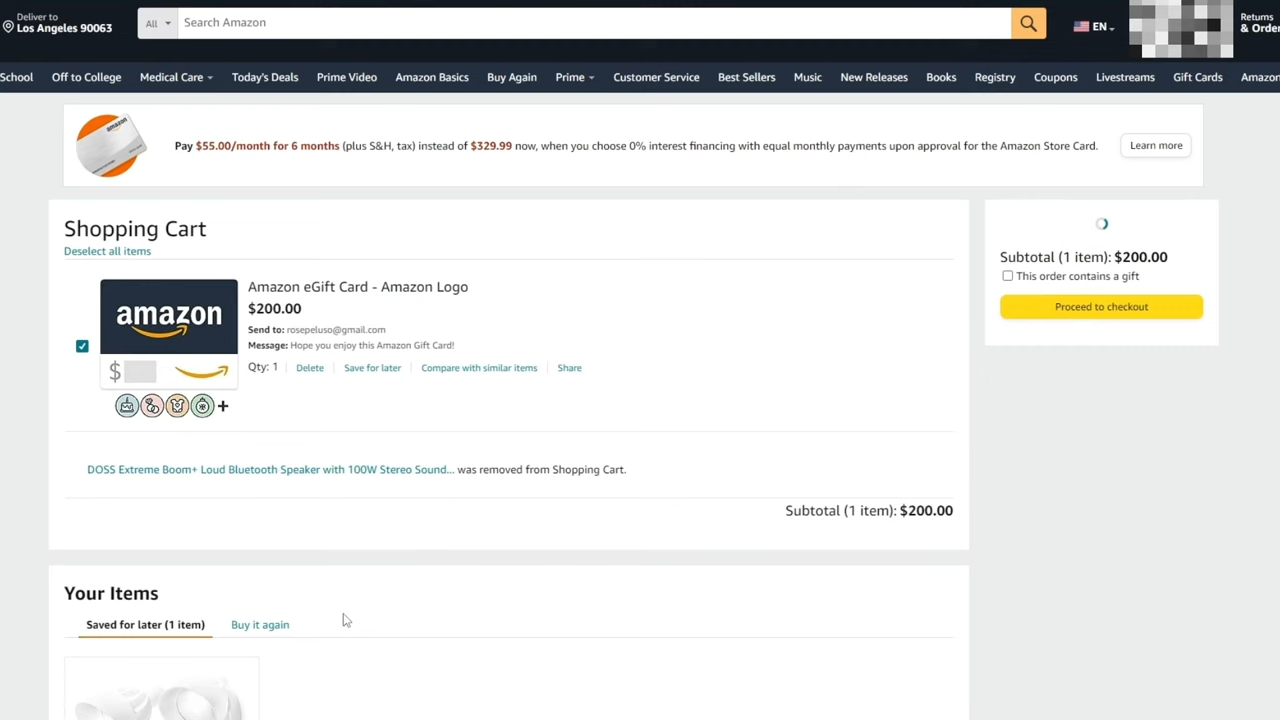 Deliver to
Los Angeles 90063
All
Search Amazon
EN
Returns
& Order
School Off to College Medical Care Today's Deals Prime Video Amazon Basics Buy Again Prime Customer Service Best Sellers Music New Releases Books Registry Coupons Livestreams Gift Cards Amazon
amazon
Pay $55.00/month for 6 months (plus S&H, tax) instead of $329.99 now, when you choose 0% interest financing with equal monthly payments upon approval for the Amazon Store Card.
Learn more
Shopping Cart
Deselect all items
amazon
$
Amazon eGift Card - Amazon Logo
$200.00
Send to: rosepeluso@gmail.com
Message: Hope you enjoy this Amazon Gift Card!
Qty: 1 Delete Save for later Compare with similar items Share
+
DOSS Extreme Boom+ Loud Bluetooth Speaker with 100W Stereo Sound... was removed from Shopping Cart.
Subtotal (1 item): $200.00
Subtotal (1 item): $200.00
This order contains a gift
Proceed to checkout
Your Items
Saved for later (1 item) Buy it again